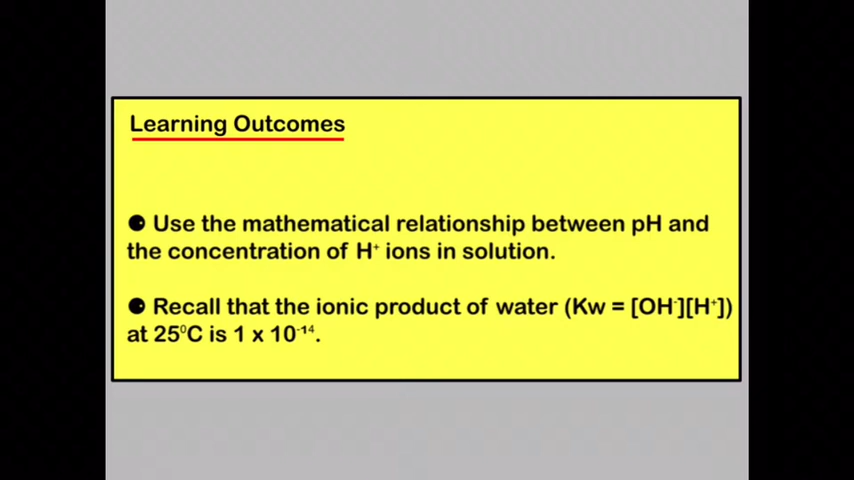 Learning Outcomes
● Use the mathematical relationship between pH and
the concentration of H⁺ ions in solution.
● Recall that the ionic product of water (Kw = [OH⁻][H⁺])
at 25⁰C is 1 x 10⁻¹⁴.